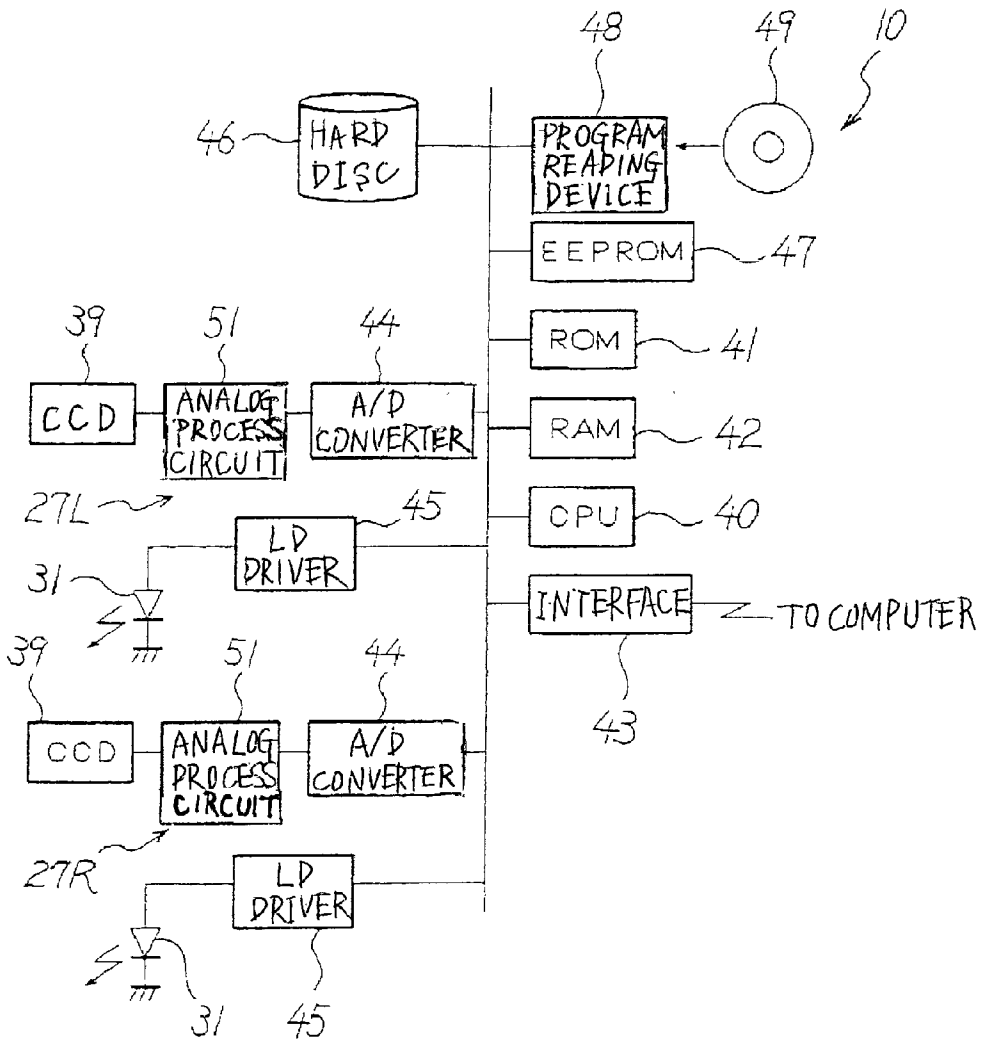 48
49
10
46
HARD
DISC
PROGRAM
READING
DEVICE
EEPROM
47
39
51
44
ROM
41
CCD
ANALOG
PROCESS
CIRCUIT
A/D
CONVERTER
RAM
42
27L
45
CPU
40
LD
DRIVER
31
INTERFACE
TO COMPUTER
39
51
44
43
CCD
ANALOG
PROCESS
CIRCUIT
A/D
CONVERTER
27R
LD
DRIVER
31
45